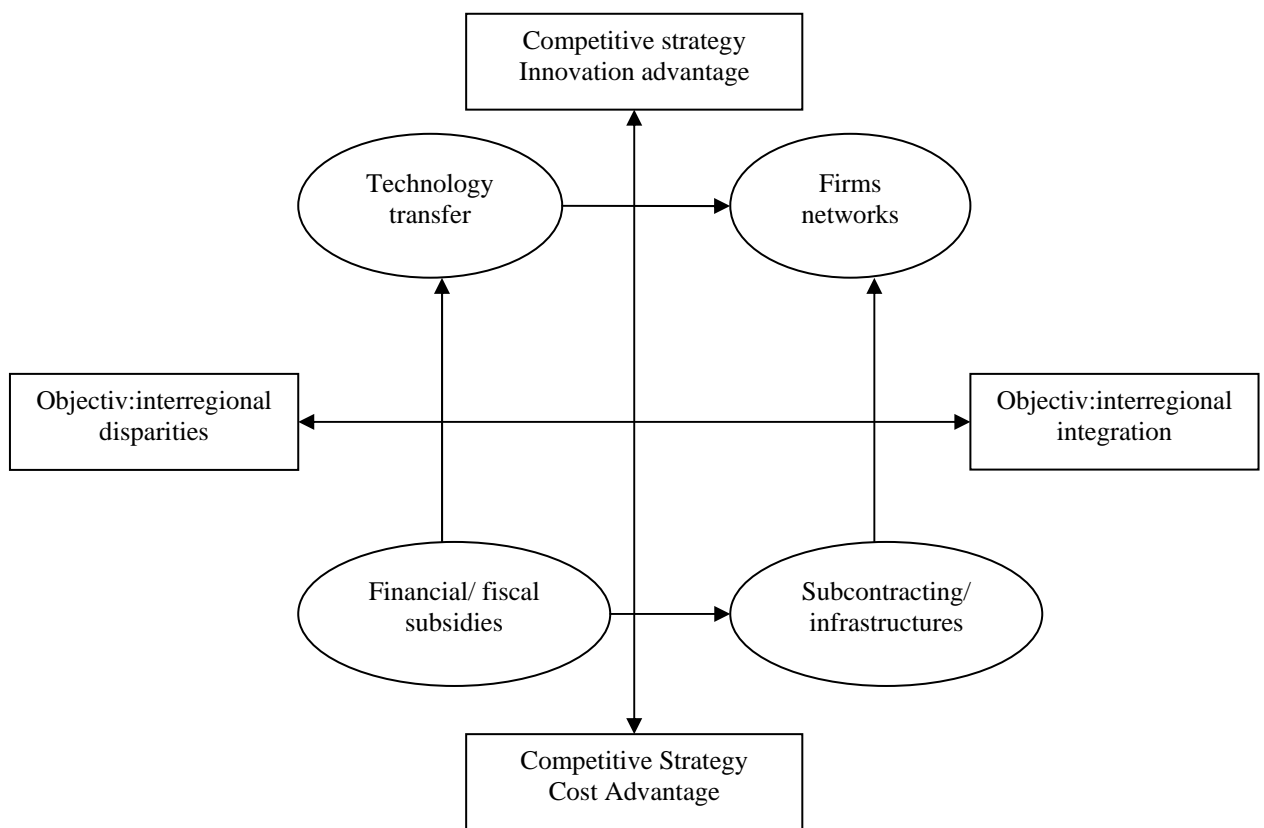 Competitive strategy
Innovation advantage
Technology
transfer
Firms
networks
Objectiv:interregional
disparities
Objectiv:interregional
integration
Financial/ fiscal
subsidies
Subcontracting/
infrastructures
Competitive Strategy
Cost Advantage